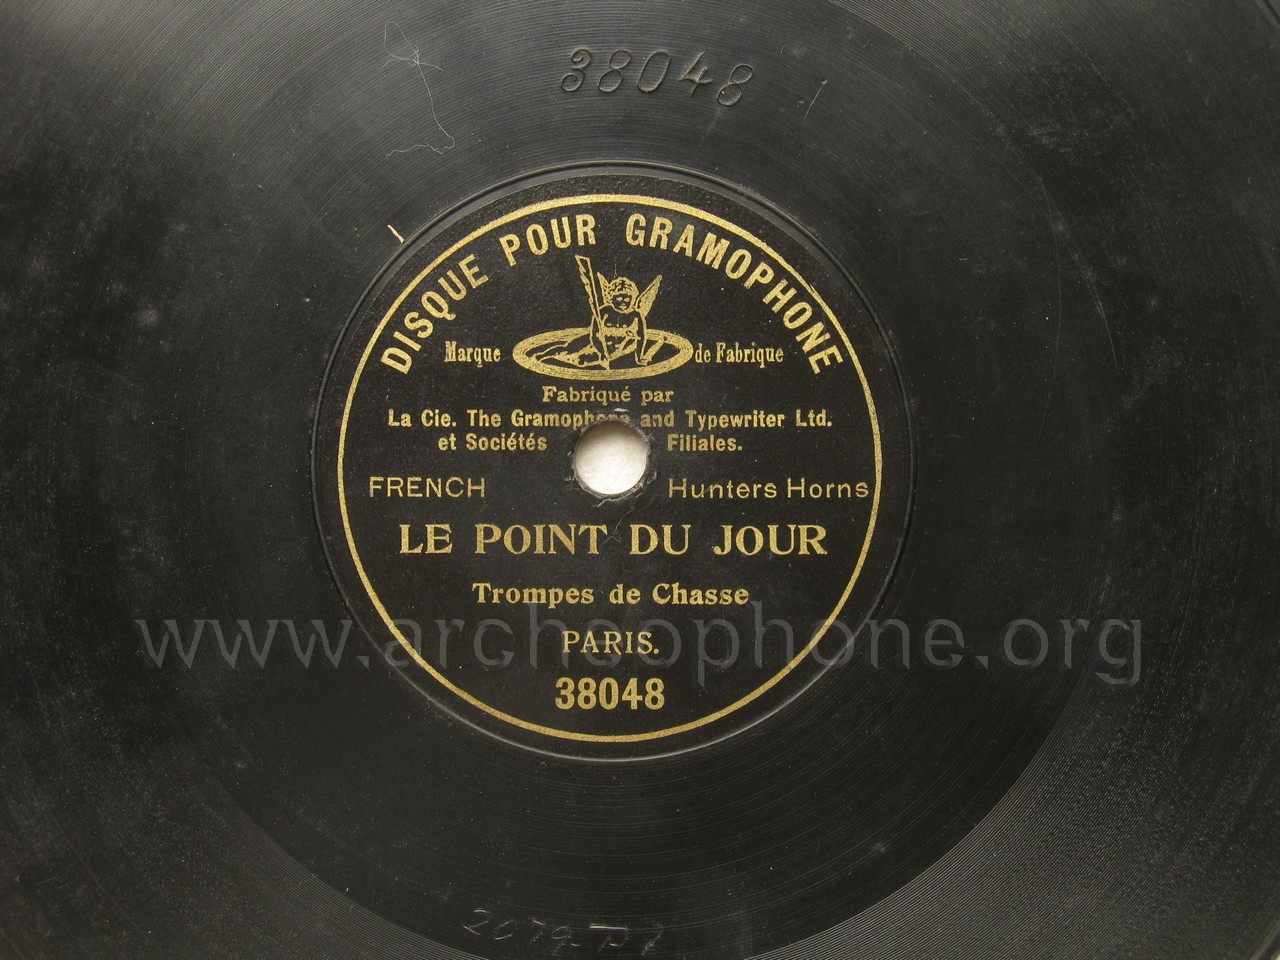 38048
DISQUE POUR GRAMOPHONE
Marque de Fabrique
Fabriqué par
La Cie. The Gramophone and Typewriter Ltd.
et Sociétés Filiales.
FRENCH Hunters Horns
LE POINT DU JOUR
Trompes de Chasse
www.archeophone.org
PARIS.
38048